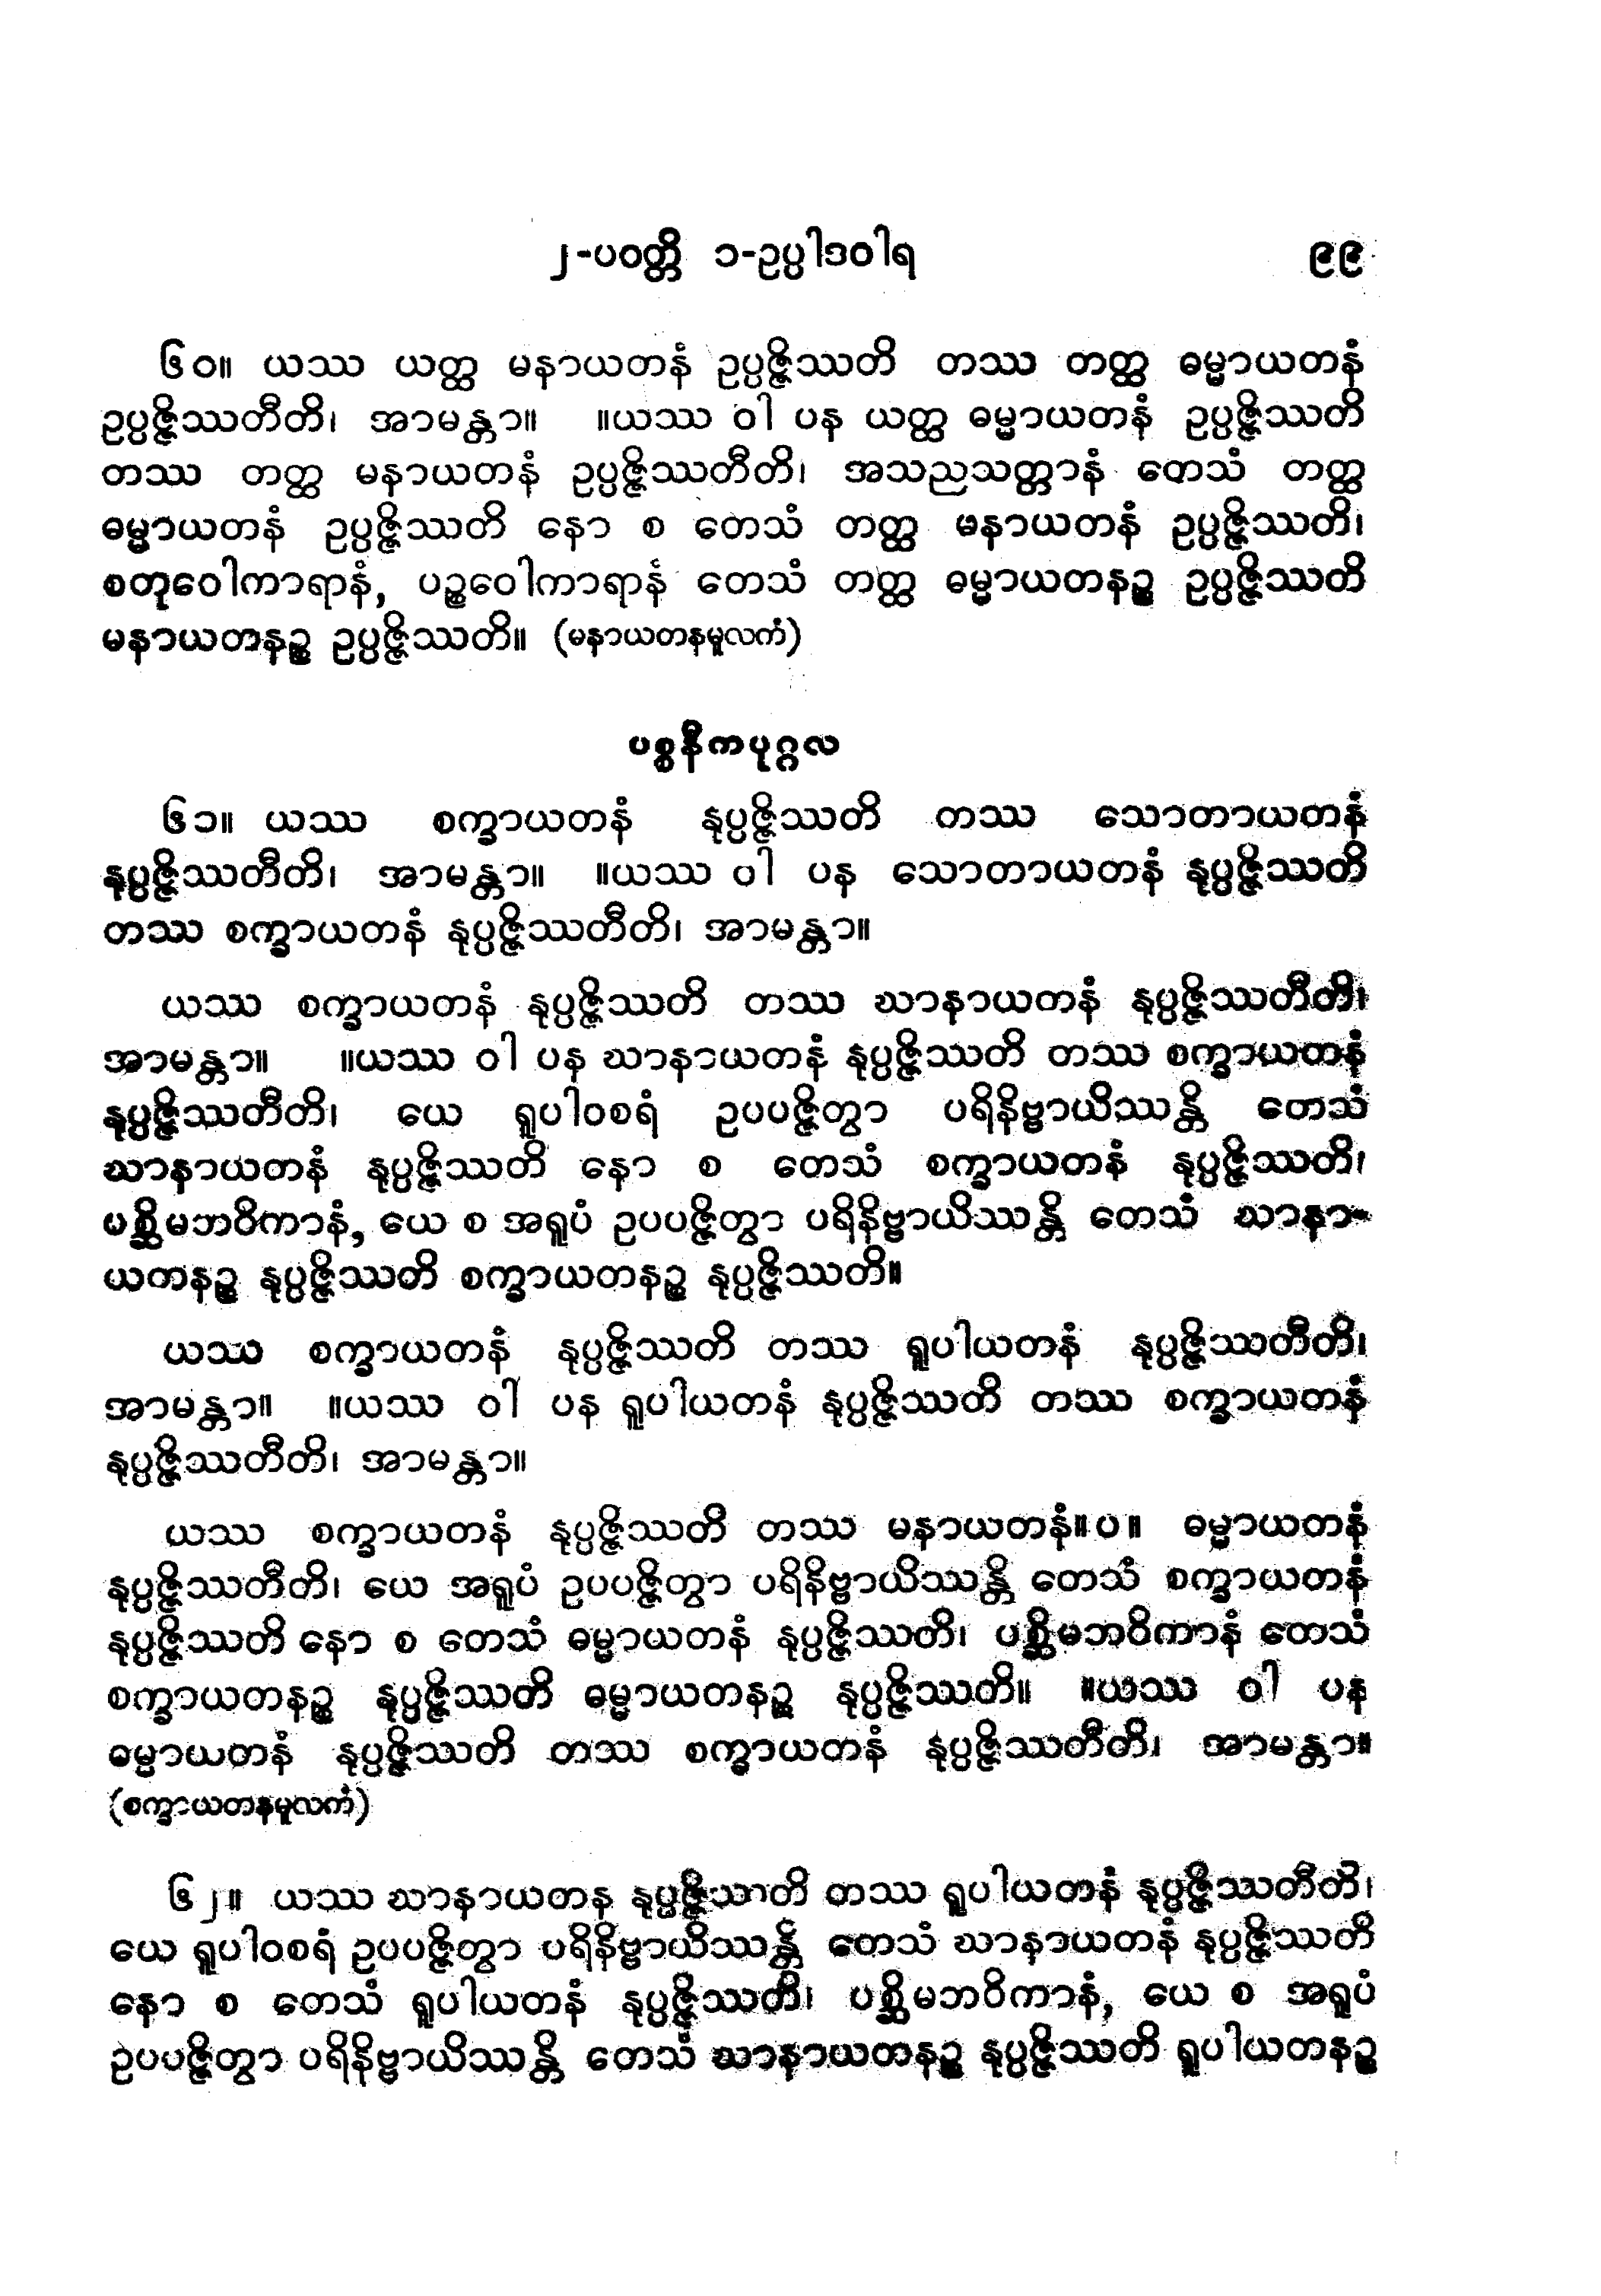 ၂-ပဝတ္တိ ၁-ဥပ္ပါဒဝါရ ၉၉
၆၀။ ယဿ ယတ္ထ မနာယတနံ ဥပ္ပဇ္ဇိဿတိ တဿ တတ္ထ ဓမ္မာယတနံ
ဥပ္ပဇ္ဇိဿတီတိ၊ အာမန္တာ။ ။ယဿ ဝါ ပန ယတ္ထ ဓမ္မာယတနံ ဥပ္ပဇ္ဇိဿတိ
တဿ တတ္ထ မနာယတနံ ဥပ္ပဇ္ဇိဿတီတိ၊ အသညသတ္တာနံ တေသံ တတ္ထ
ဓမ္မာယတနံ ဥပ္ပဇ္ဇိဿတိ နော စ တေသံ တတ္ထ မနာယတနံ ဥပ္ပဇ္ဇိဿတိ၊
စတုဝေါကာရာနံ, ပဉ္စဝေါကာရာနံ တေသံ တတ္ထ ဓမ္မာယတနဉ္စ ဥပ္ပဇ္ဇိဿတိ
မနာယတနဉ္စ ဥပ္ပဇ္ဇိဿတိ။ (မနာယတနမူလကံ)
ပစ္စနီကပုဂ္ဂလ
၆၁။ ယဿ စက္ခာယတနံ နုပ္ပဇ္ဇိဿတိ တဿ သောတာယတနံ
နုပ္ပဇ္ဇိဿတီတိ၊ အာမန္တာ။ ။ယဿ ဝါ ပန သောတာယတနံ နုပ္ပဇ္ဇိဿတိ
တဿ စက္ခာယတနံ နုပ္ပဇ္ဇိဿတီတိ၊ အာမန္တာ။
ယဿ စက္ခာယတနံ နုပ္ပဇ္ဇိဿတိ တဿ ဃာနာယတနံ နုပ္ပဇ္ဇိဿတီတိ၊
အာမန္တာ။ ။ယဿ ဝါ ပန ဃာနာယတနံ နုပ္ပဇ္ဇိဿတိ တဿ စက္ခာယတနံ
နုပ္ပဇ္ဇိဿတီတိ၊ ယေ ရူပါဝစရံ ဥပပဇ္ဇိတွာ ပရိနိဗ္ဗာယိဿန္တိ တေသံ
ဃာနာယတနံ နုပ္ပဇ္ဇိဿတိ နော စ တေသံ စက္ခာယတနံ နုပ္ပဇ္ဇိဿတိ၊
ပစ္ဆိမဘဝိကာနံ, ယေ စ အရူပံ ဥပပဇ္ဇိတွာ ပရိနိဗ္ဗာယိဿန္တိ တေသံ ဃာနာ-
ယတနဉ္စ နုပ္ပဇ္ဇိဿတိ စက္ခာယတနဉ္စ နုပ္ပဇ္ဇိဿတိ။
ယဿ စက္ခာယတနံ နုပ္ပဇ္ဇိဿတိ တဿ ရူပါယတနံ နုပ္ပဇ္ဇိဿတီတိ၊
အာမန္တာ။ ။ယဿ ဝါ ပန ရူပါယတနံ နုပ္ပဇ္ဇိဿတိ တဿ စက္ခာယတနံ
နုပ္ပဇ္ဇိဿတီတိ၊ အာမန္တာ။
ယဿ စက္ခာယတနံ နုပ္ပဇ္ဇိဿတိ တဿ မနာယတနံ။ပ။ ဓမ္မာယတနံ
နုပ္ပဇ္ဇိဿတီတိ၊ ယေ အရူပံ ဥပပဇ္ဇိတွာ ပရိနိဗ္ဗာယိဿန္တိ တေသံ စက္ခာယတနံ
နုပ္ပဇ္ဇိဿတိ နော စ တေသံ ဓမ္မာယတနံ နုပ္ပဇ္ဇိဿတိ၊ ပစ္ဆိမဘဝိကာနံ တေသံ
စက္ခာယတနဉ္စ နုပ္ပဇ္ဇိဿတိ ဓမ္မာယတနဉ္စ နုပ္ပဇ္ဇိဿတိ။ ။ယဿ ဝါ ပန
ဓမ္မာယတနံ နုပ္ပဇ္ဇိဿတိ တဿ စက္ခာယတနံ နုပ္ပဇ္ဇိဿတီတိ၊ အာမန္တာ။
(စက္ခာယတနမူလကံ)
၆၂။ ယဿ ဃာနာယတန နုပ္ပဇ္ဇိဿတိ တဿ ရူပါယတနံ နုပ္ပဇ္ဇိဿတီတိ၊
ယေ ရူပါဝစရံ ဥပပဇ္ဇိတွာ ပရိနိဗ္ဗာယိဿန္တိ တေသံ ဃာနာယတနံ နုပ္ပဇ္ဇိဿတိ
နော စ တေသံ ရူပါယတနံ နုပ္ပဇ္ဇိဿတိ၊ ပစ္ဆိမဘဝိကာနံ, ယေ စ အရူပံ
ဥပပဇ္ဇိတွာ ပရိနိဗ္ဗာယိဿန္တိ တေသံ ဃာနာယတနဉ္စ နုပ္ပဇ္ဇိဿတိ ရူပါယတနဉ္စ